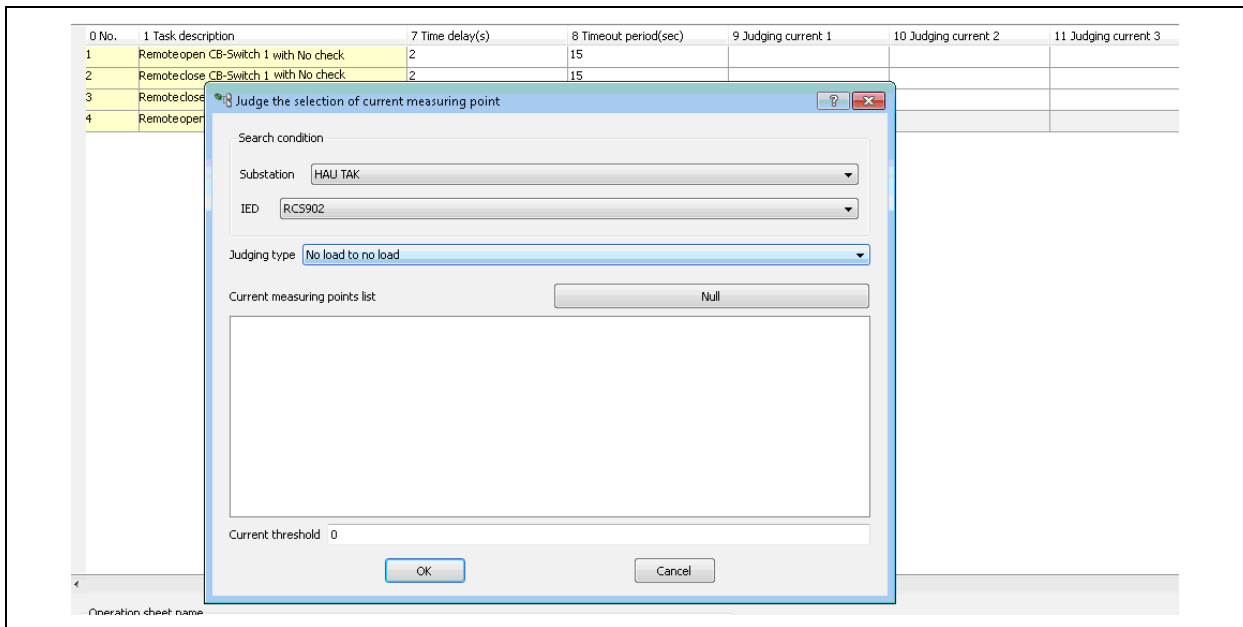 0 No. 1 Task description 7 Time delay(s) 8 Timeout period(sec) 9 Judging current 1 10 Judging current 2 11 Judging current 3
1 Remote open CB-Switch 1 with No check 2 15
2 Remote close CB-Switch 1 with No check 2 15
3 Remote close
4 Remote open
Judge the selection of current measuring point
Search condition
Substation HAU TAK
IED RCS902
Judging type No load to no load
Current measuring points list Null
Current threshold 0
OK Cancel
Operation sheet name